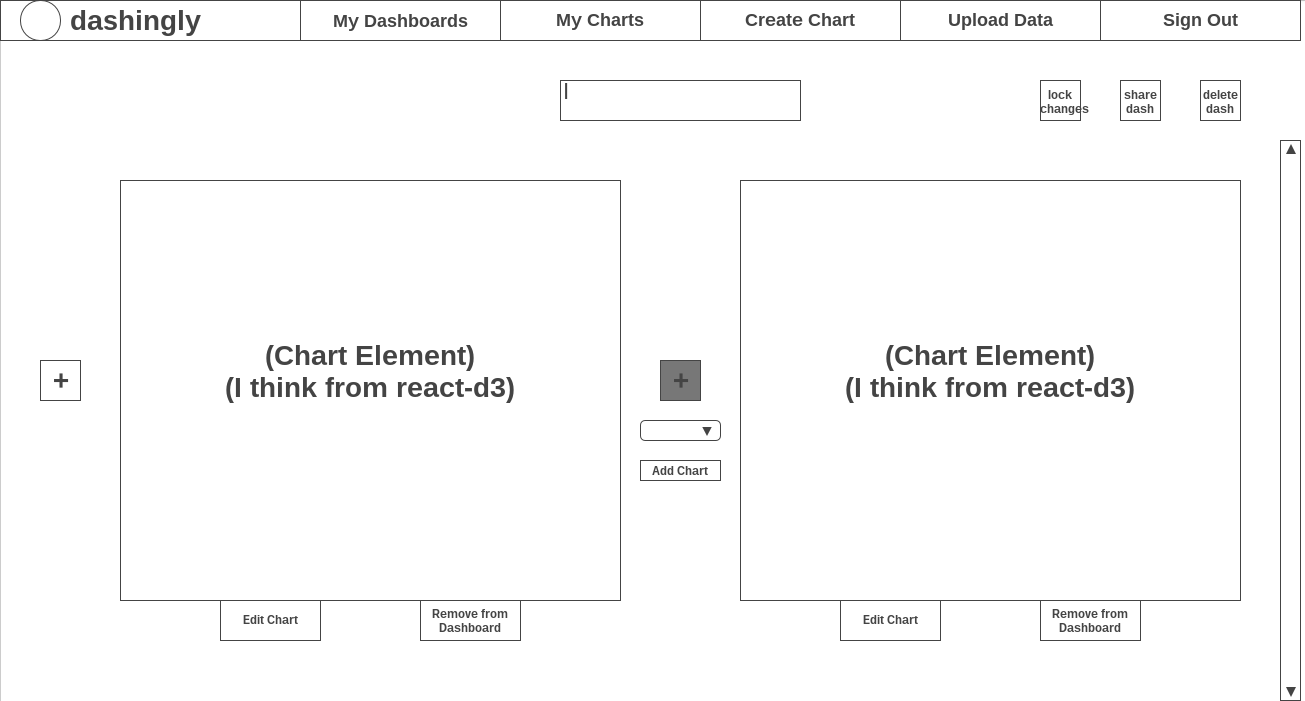 dashingly
My Dashboards
My Charts
Create Chart
Upload Data
Sign Out
lock
changes
share
dash
delete
dash
+
(Chart Element)
(I think from react-d3)
+
Add Chart
(Chart Element)
(I think from react-d3)
Edit Chart
Remove from
Dashboard
Edit Chart
Remove from
Dashboard